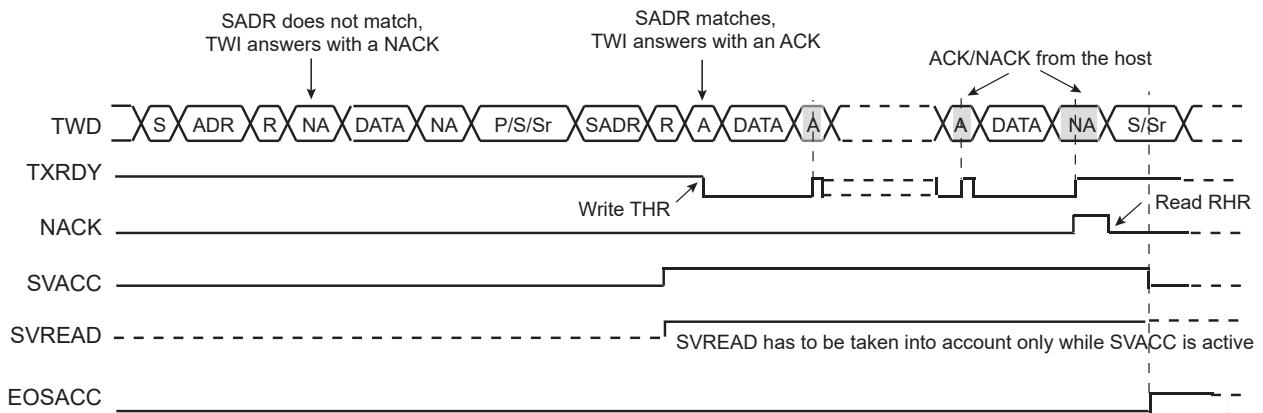 SADR does not match,
TWI answers with a NACK
SADR matches,
TWI answers with an ACK
ACK/NACK from the host
TWD S ADR R NA DATA NA P/S/Sr SADR R A DATA A A DATA NA S/Sr
TXRDY
Write THR
Read RHR
NACK
SVACC
SVREAD
SVREAD has to be taken into account only while SVACC is active
EOSACC